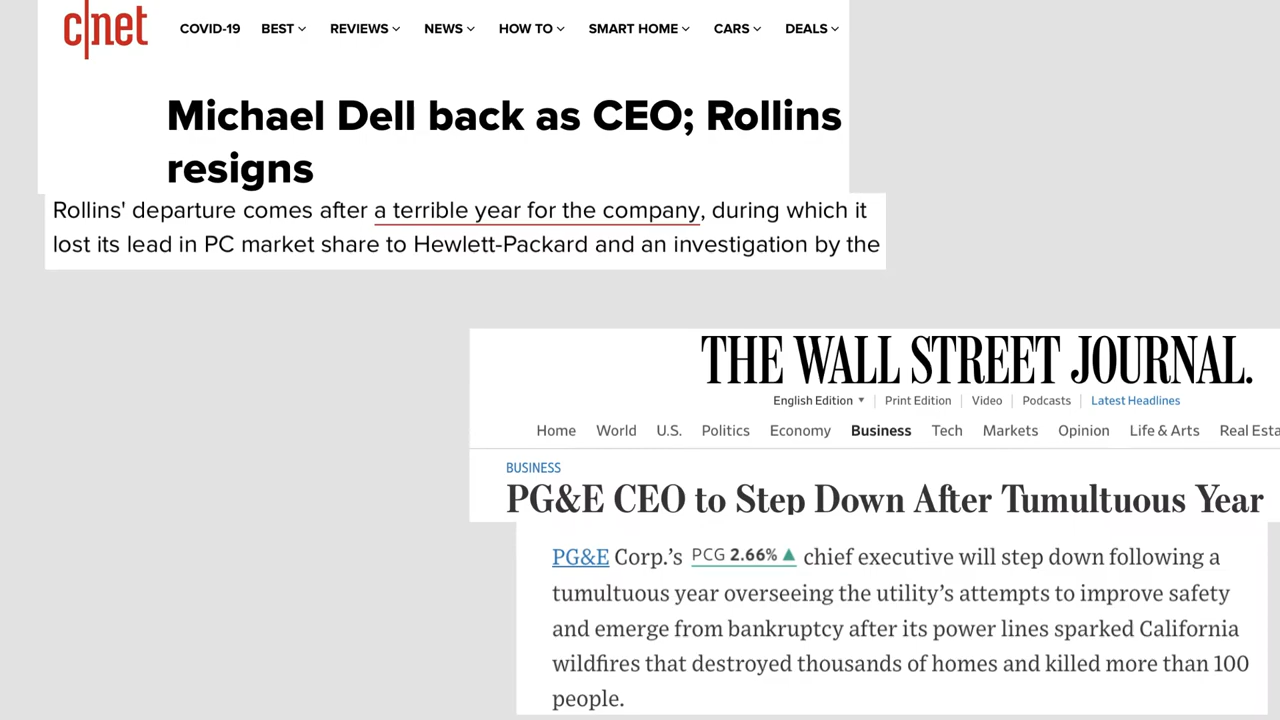 c|net
COVID-19 BEST REVIEWS NEWS HOW TO SMART HOME CARS DEALS
Michael Dell back as CEO; Rollins
resigns
Rollins' departure comes after a terrible year for the company, during which it
lost its lead in PC market share to Hewlett-Packard and an investigation by the
THE WALL STREET JOURNAL.
English Edition Print Edition Video Podcasts Latest Headlines
Home World U.S. Politics Economy Business Tech Markets Opinion Life & Arts Real Esta
BUSINESS
PG&E CEO to Step Down After Tumultuous Year
PG&E Corp.’s PCG 2.66% ▲ chief executive will step down following a
tumultuous year overseeing the utility’s attempts to improve safety
and emerge from bankruptcy after its power lines sparked California
wildfires that destroyed thousands of homes and killed more than 100
people.